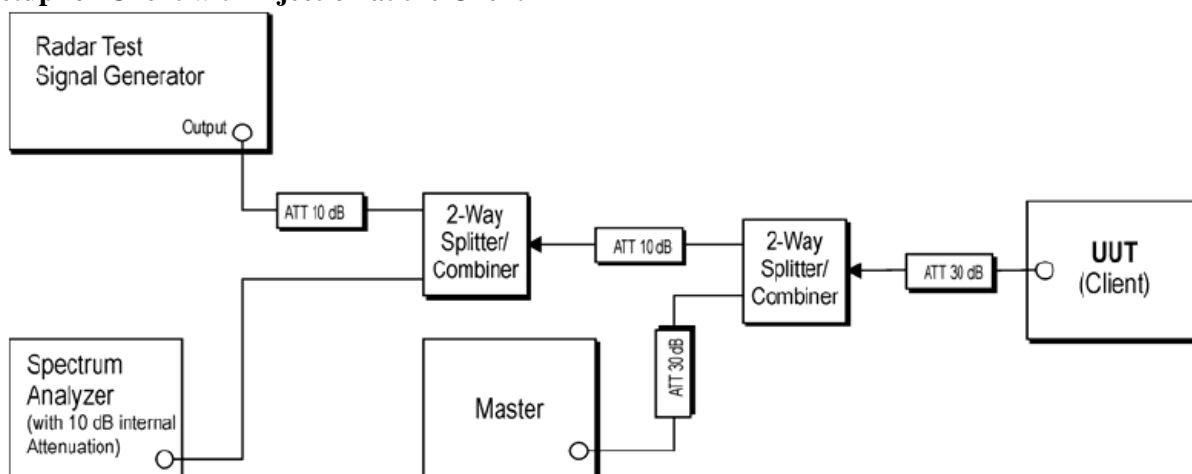 Radar Test
Signal Generator
Output
ATT 10 dB
2-Way
Splitter/
Combiner
ATT 10 dB
2-Way
Splitter/
Combiner
ATT 30 dB
UUT
(Client)
Spectrum
Analyzer
(with 10 dB internal
Attenuation)
Master
ATT 30 dB